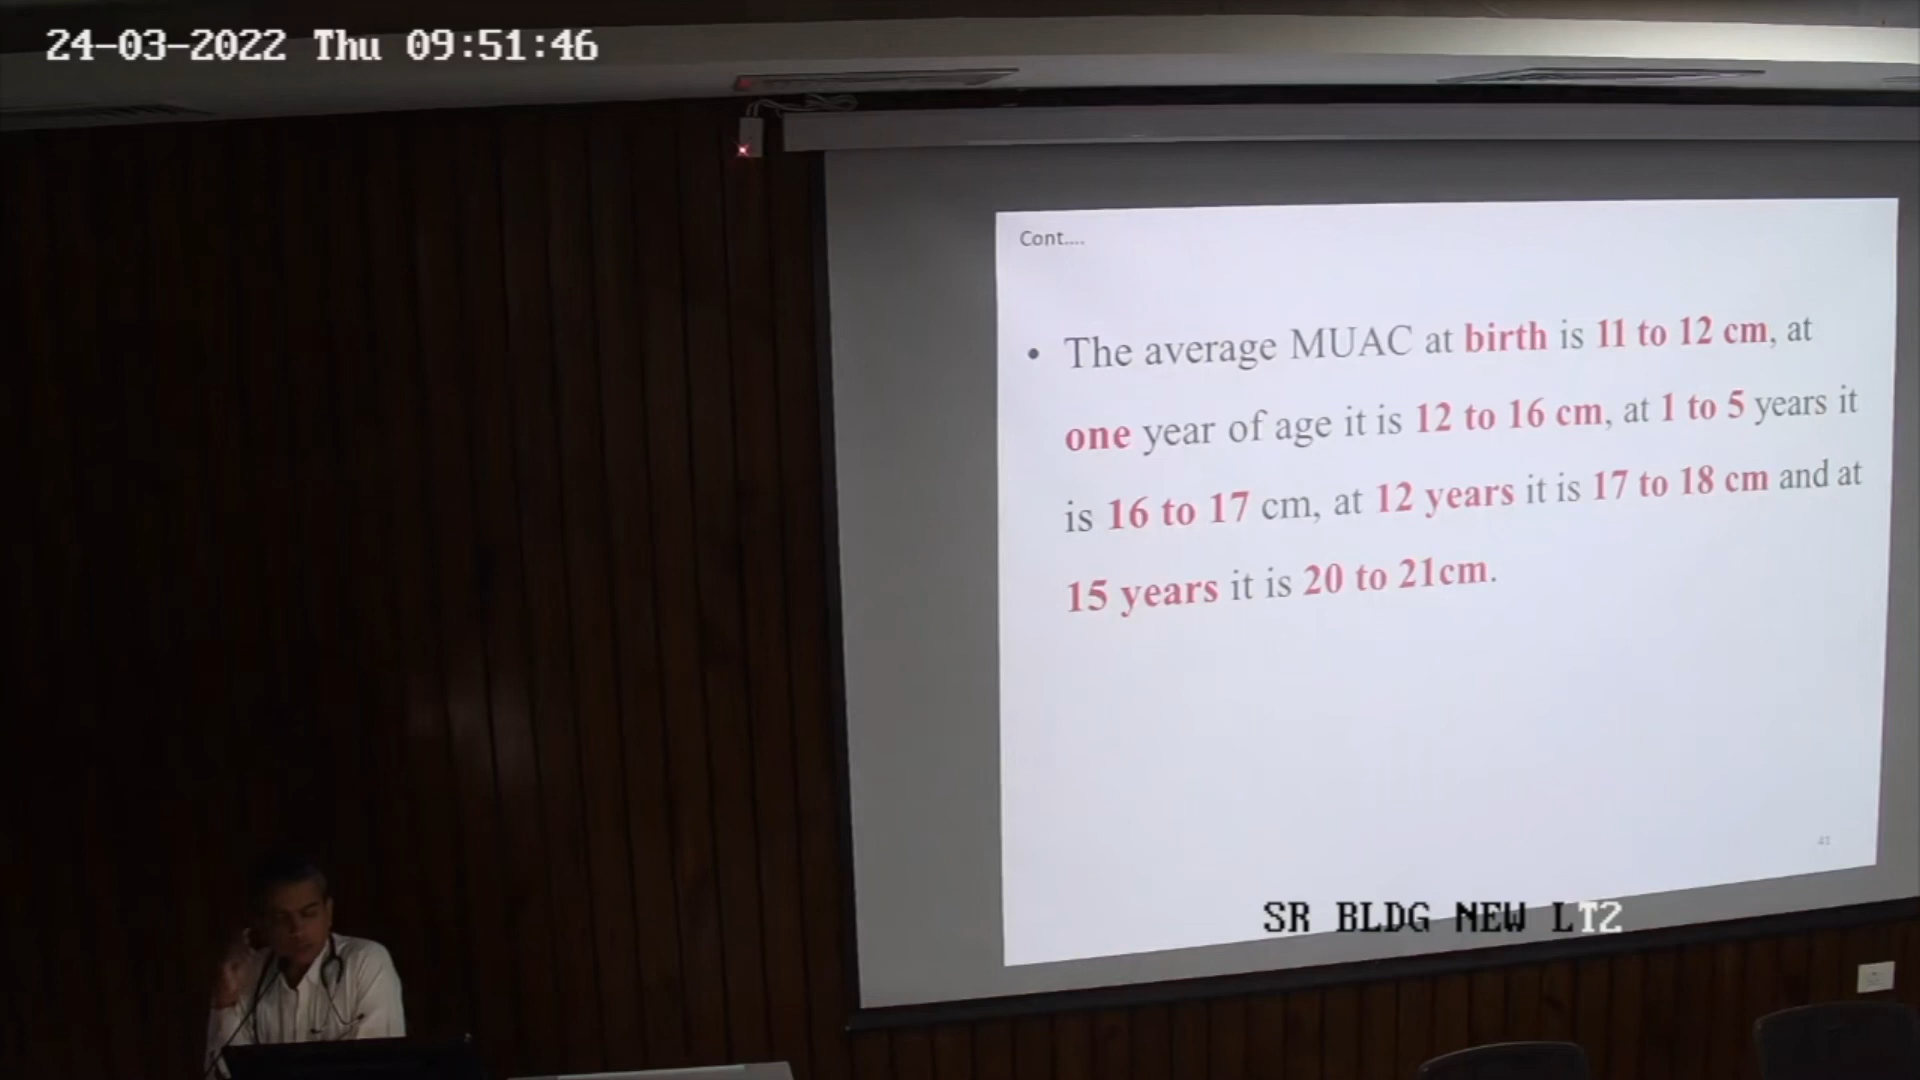 24-03-2022 Thu 09:51:46
Cont....
• The average MUAC at birth is 11 to 12 cm, at
one year of age it is 12 to 16 cm, at 1 to 5 years it
is 16 to 17 cm, at 12 years it is 17 to 18 cm and at
15 years it is 20 to 21cm.
41
SR BLDG NEW LT2